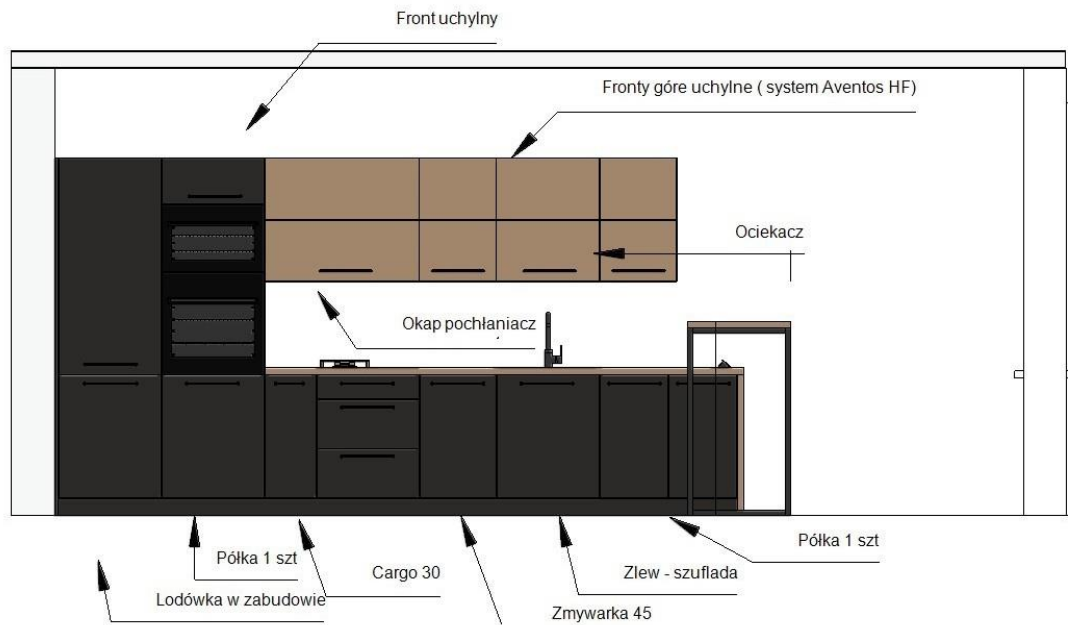 Front uchylny
Fronty góre uchylne ( system Aventos HF)
Ociekacz
Okap pochłaniacz
Półka 1 szt
Półka 1 szt
Cargo 30
Zlew - szuflada
Lodówka w zabudowie
Zmywarka 45